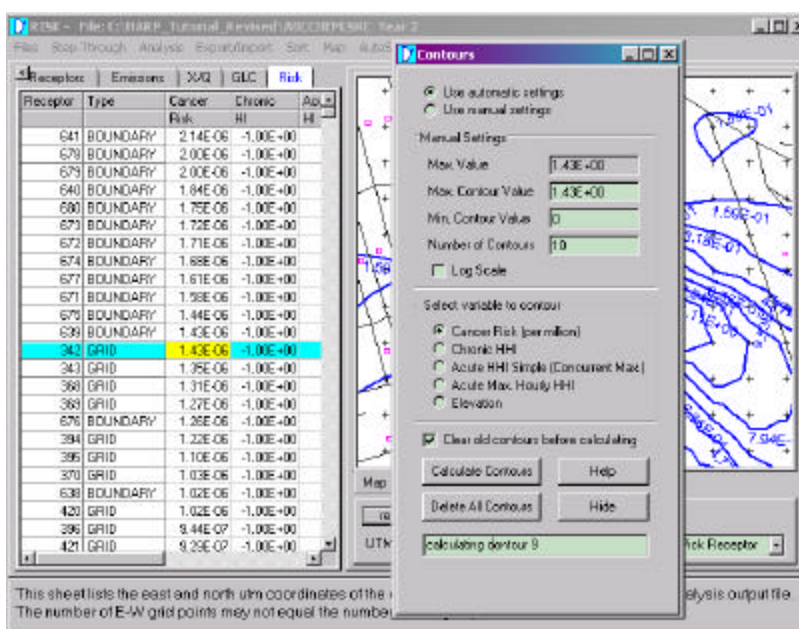 RISK - File: C:\HARP_Tutorial_Revised\ Year 2
Files Step-Through Analysis Export/Import Sort Map AutoS
Receptors Emissions X/Q GLC Risk
Receptor Type Cancer Chronic
Risk HI HI
641 BOUNDARY 2.14E-06 -1.00E+00
678 BOUNDARY 2.00E-06 -1.00E+00
679 BOUNDARY 2.00E-06 -1.00E+00
640 BOUNDARY 1.84E-06 -1.00E+00
680 BOUNDARY 1.75E-06 -1.00E+00
673 BOUNDARY 1.72E-06 -1.00E+00
672 BOUNDARY 1.71E-06 -1.00E+00
674 BOUNDARY 1.68E-06 -1.00E+00
677 BOUNDARY 1.61E-06 -1.00E+00
671 BOUNDARY 1.58E-06 -1.00E+00
675 BOUNDARY 1.44E-06 -1.00E+00
639 BOUNDARY 1.43E-06 -1.00E+00
342 GRID 1.43E-06 -1.00E+00
343 GRID 1.35E-06 -1.00E+00
368 GRID 1.31E-06 -1.00E+00
369 GRID 1.27E-06 -1.00E+00
676 BOUNDARY 1.26E-06 -1.00E+00
394 GRID 1.22E-06 -1.00E+00
395 GRID 1.10E-06 -1.00E+00
370 GRID 1.03E-06 -1.00E+00
638 BOUNDARY 1.02E-06 -1.00E+00
420 GRID 1.02E-06 -1.00E+00
396 GRID 9.44E-07 -1.00E+00
421 GRID 9.29E-07 -1.00E+00
Contours
Use automatic settings
Use manual settings
Manual Settings
Max. Value 1.43E+00
Max. Contour Value 1.43E+00
Min. Contour Value 0
Number of Contours 10
Log Scale
Select variable to contour
Cancer Risk (per million)
Chronic HHI
Acute HHI Simple (Concurrent Max.)
Acute Max. Hourly HHI
Elevation
Clear old contours before calculating
Calculate Contours Help
Delete All Contours Hide
calculating contour 9
1.59E-01
3.18E-01
Map
re
UTM
Pick Receptor
This sheet lists the east and north utm coordinates of the alysis output file.
The number of E-W grid points may not equal the number